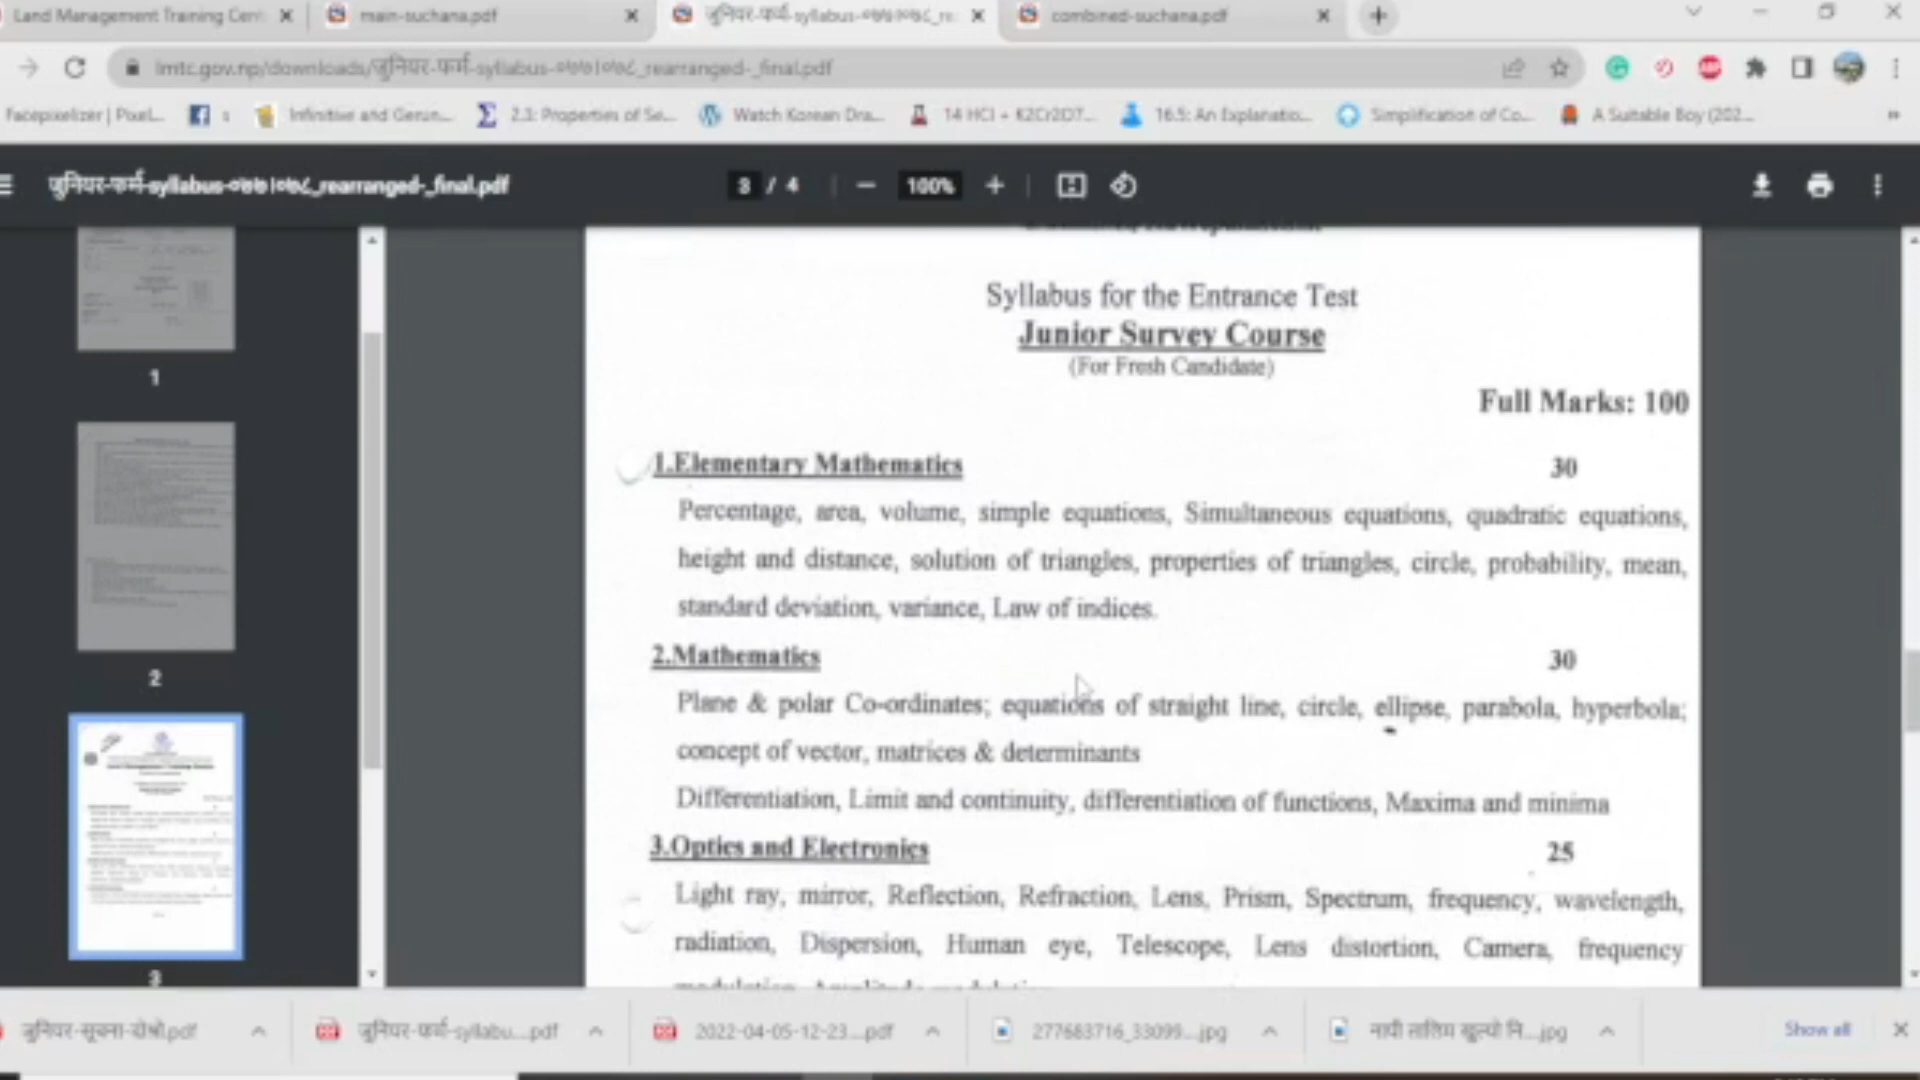 Land Management Training Cent
main-suchana.pdf
जुनियर-फर्म-syllabus-०७७।०७८_re
combined-suchana.pdf
lmtc.gov.np/downloads/जुनियर-फर्म-syllabus-०७७।०७८_rearranged-_final.pdf
Facepixelizer | Pixel...
Infinitive and Gerun...
2.3: Properties of Se...
Watch Korean Dra...
14 HCl + K2Cr2O7...
16.5: An Explanatio...
Simplification of Co...
A Suitable Boy (202...
जुनियर-फर्म-syllabus-०७७।०७८_rearranged-_final.pdf
3 / 4
100%
1
2
3
Syllabus for the Entrance Test
Junior Survey Course
(For Fresh Candidate)
Full Marks: 100
1.Elementary Mathematics 30
Percentage, area, volume, simple equations, Simultaneous equations, quadratic equations,
height and distance, solution of triangles, properties of triangles, circle, probability, mean,
standard deviation, variance, Law of indices.
2.Mathematics 30
Plane & polar Co-ordinates; equations of straight line, circle, ellipse, parabola, hyperbola;
concept of vector, matrices & determinants
Differentiation, Limit and continuity, differentiation of functions, Maxima and minima
3.Optics and Electronics 25
Light ray, mirror, Reflection, Refraction, Lens, Prism, Spectrum, frequency, wavelength,
radiation, Dispersion, Human eye, Telescope, Lens distortion, Camera, frequency
modulation, Amplitude modulation
जुनियर-फर्म-syllabu....pdf
2022-04-05-12-23....pdf
277683716_33099....jpg
Show all